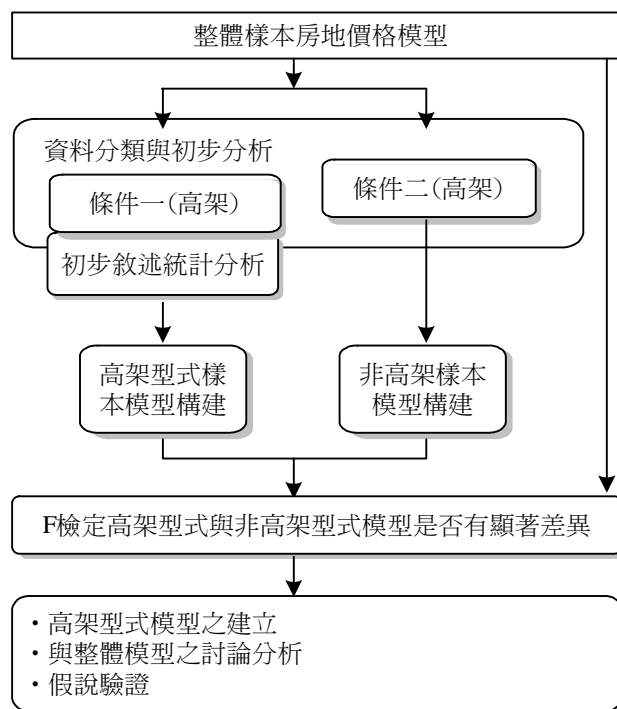 整體樣本房地價格模型
資料分類與初步分析
條件一(高架)
條件二(高架)
初步敘述統計分析
高架型式樣
本模型構建
非高架樣本
模型構建
F檢定高架型式與非高架型式模型是否有顯著差異
・高架型式模型之建立
・與整體模型之討論分析
・假說驗證